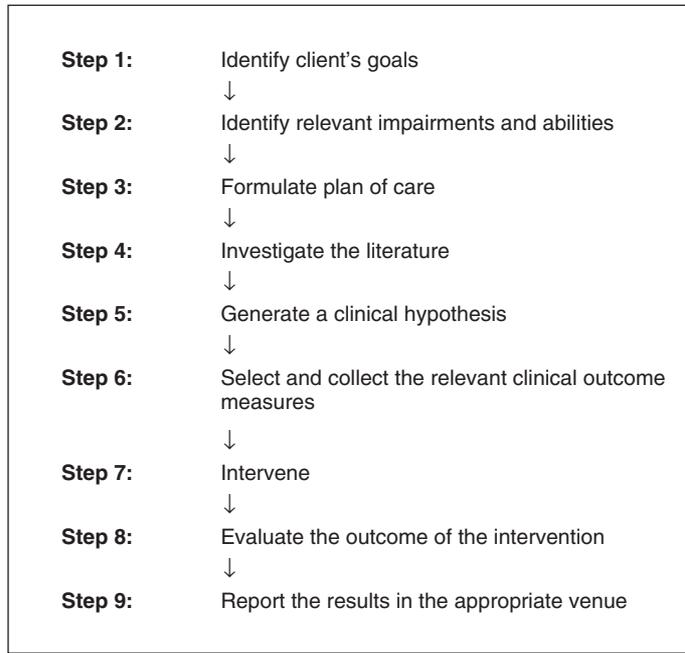 Step 1: Identify client's goals
↓
Step 2: Identify relevant impairments and abilities
↓
Step 3: Formulate plan of care
↓
Step 4: Investigate the literature
↓
Step 5: Generate a clinical hypothesis
↓
Step 6: Select and collect the relevant clinical outcome
measures
↓
Step 7: Intervene
↓
Step 8: Evaluate the outcome of the intervention
↓
Step 9: Report the results in the appropriate venue